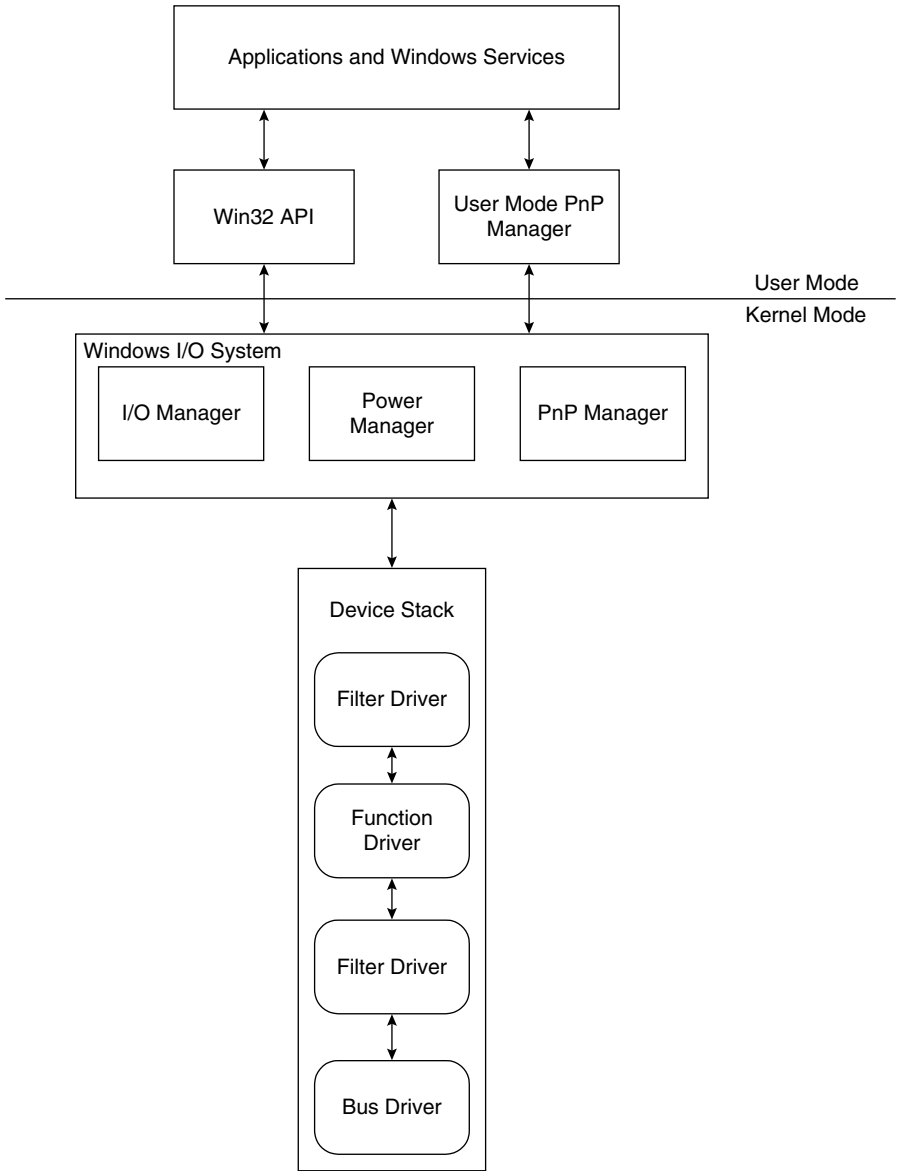 Applications and Windows Services
Win32 API
User Mode PnP
Manager
User Mode
Kernel Mode
Windows I/O System
I/O Manager
Power
Manager
PnP Manager
Device Stack
Filter Driver
Function
Driver
Filter Driver
Bus Driver